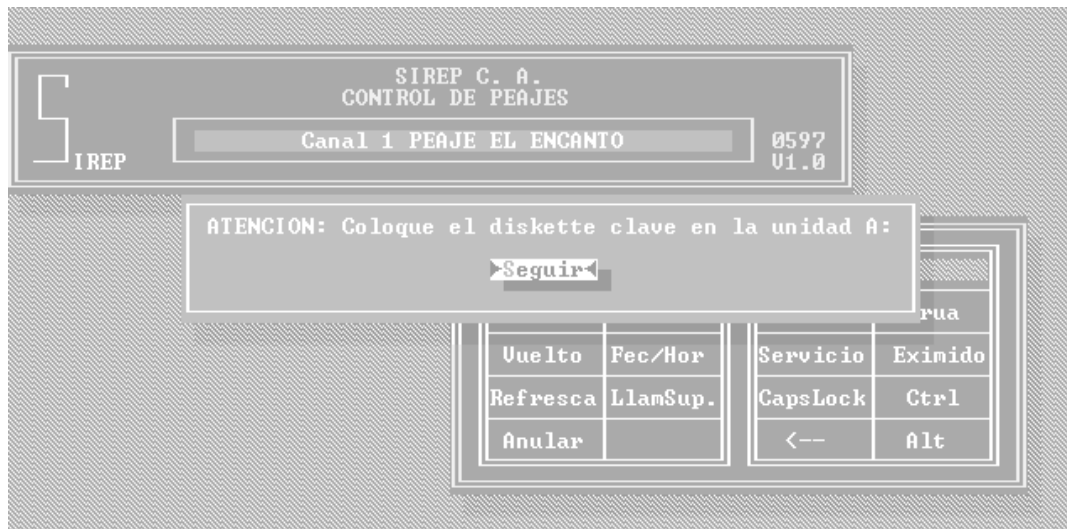 SIREP C. A.
CONTROL DE PEAJES
Canal 1 PEAJE EL ENCANTO
0597
V1.0
SIREP
ATENCION: Coloque el diskette clave en la unidad A:
►Seguir◄
rua
Vuelto Fec/Hor Servicio Eximido
Refresca LlamSup. CapsLock Ctrl
Anular <-- Alt